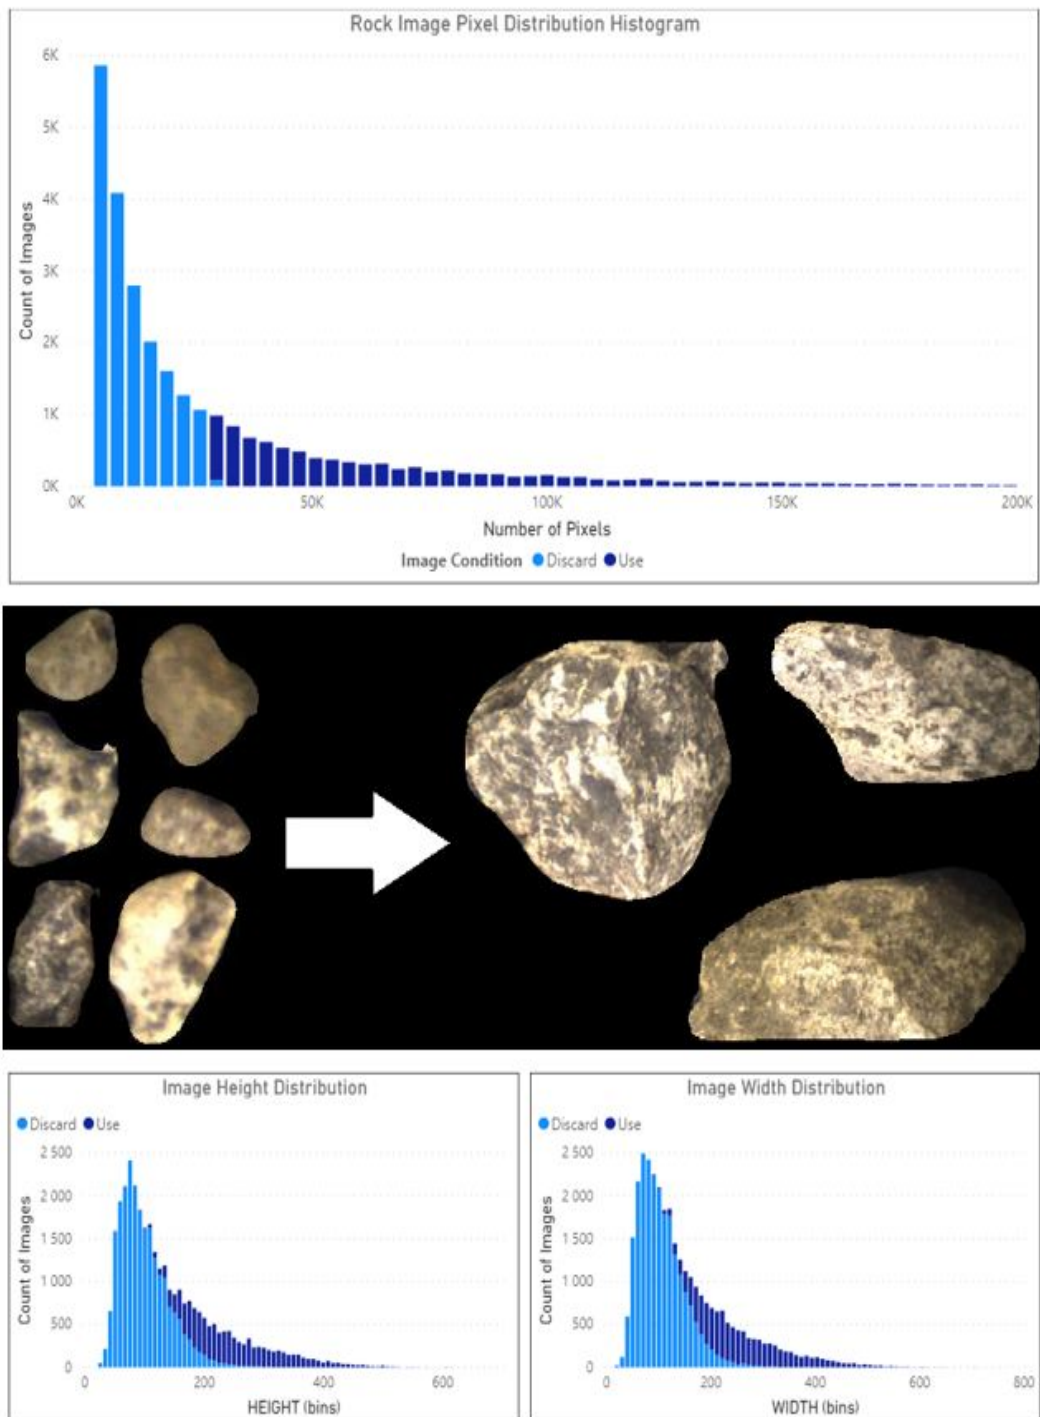 Rock Image Pixel Distribution Histogram
Count of Images
6K
5K
4K
3K
2K
1K
0K
0K 50K 100K 150K 200K
Number of Pixels
Image Condition Discard Use
Image Height Distribution
Discard Use
Count of Images
2 500
2 000
1 500
1 000
500
0
0 200 400 600
HEIGHT (bins)
Image Width Distribution
Discard Use
Count of Images
2 500
2 000
1 500
1 000
500
0
0 200 400 600 800
WIDTH (bins)